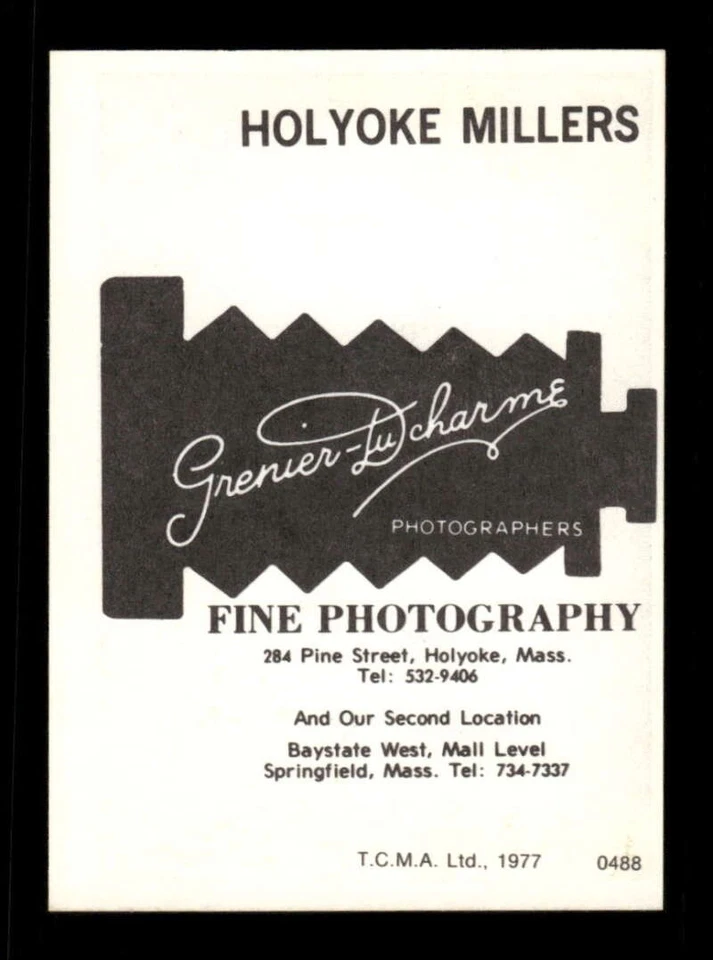 HOLYOKE MILLERS
Grenier-DuCharme
PHOTOGRAPHERS
FINE PHOTOGRAPHY
284 Pine Street, Holyoke, Mass.
Tel: 532-9406
And Our Second Location
Baystate West, Mall Level
Springfield, Mass. Tel: 734-7337
T.C.M.A. Ltd., 1977 0488